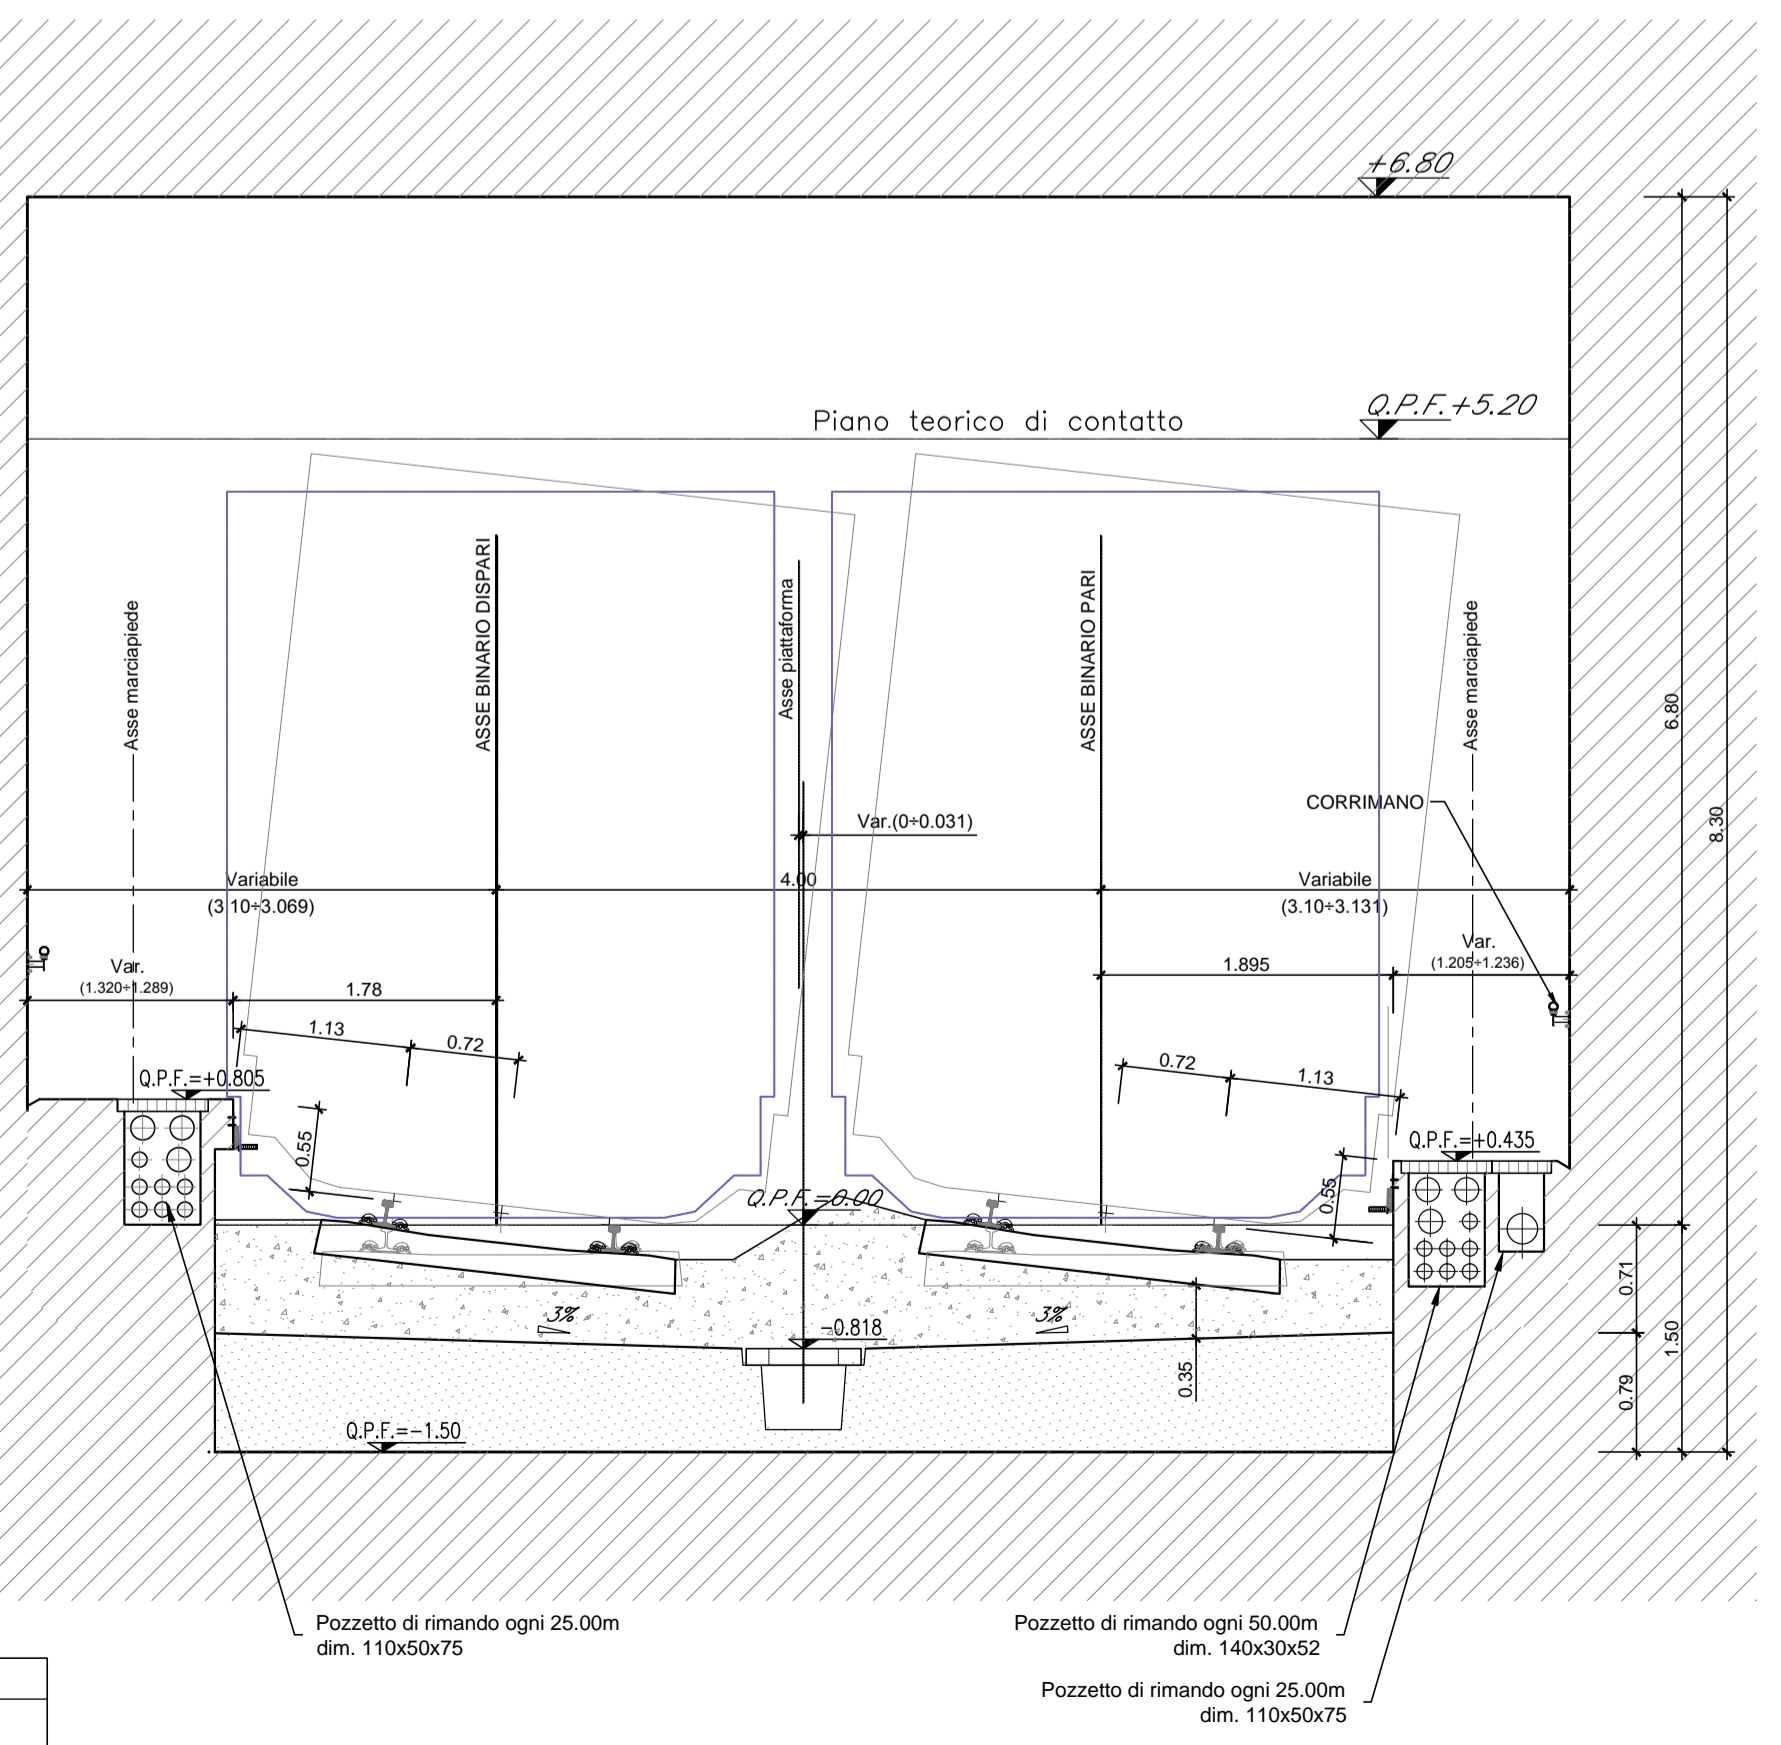 +6.80
Piano teorico di contatto
Q.P.F.+5.20
Asse marciapiede
ASSE BINARIO DISPARI
Asse piattaforma
ASSE BINARIO PARI
Asse marciapiede
6.80
8.30
CORRIMANO
Var.(0÷0.031)
Variabile
(3.10÷3.069)
4.00
Variabile
(3.10÷3.131)
Var.
(1.320÷1.289)
1.78
1.895
Var.
(1.205÷1.236)
1.13
0.72
0.72
1.13
Q.P.F.=+0.805
0.55
Q.P.F.=+0.435
0.55
Q.P.F.=0.00
3%
-0.818
3%
0.35
0.71
1.50
0.79
Q.P.F.=-1.50
Pozzetto di rimando ogni 25.00m
dim. 110x50x75
Pozzetto di rimando ogni 50.00m
dim. 140x30x52
Pozzetto di rimando ogni 25.00m
dim. 110x50x75